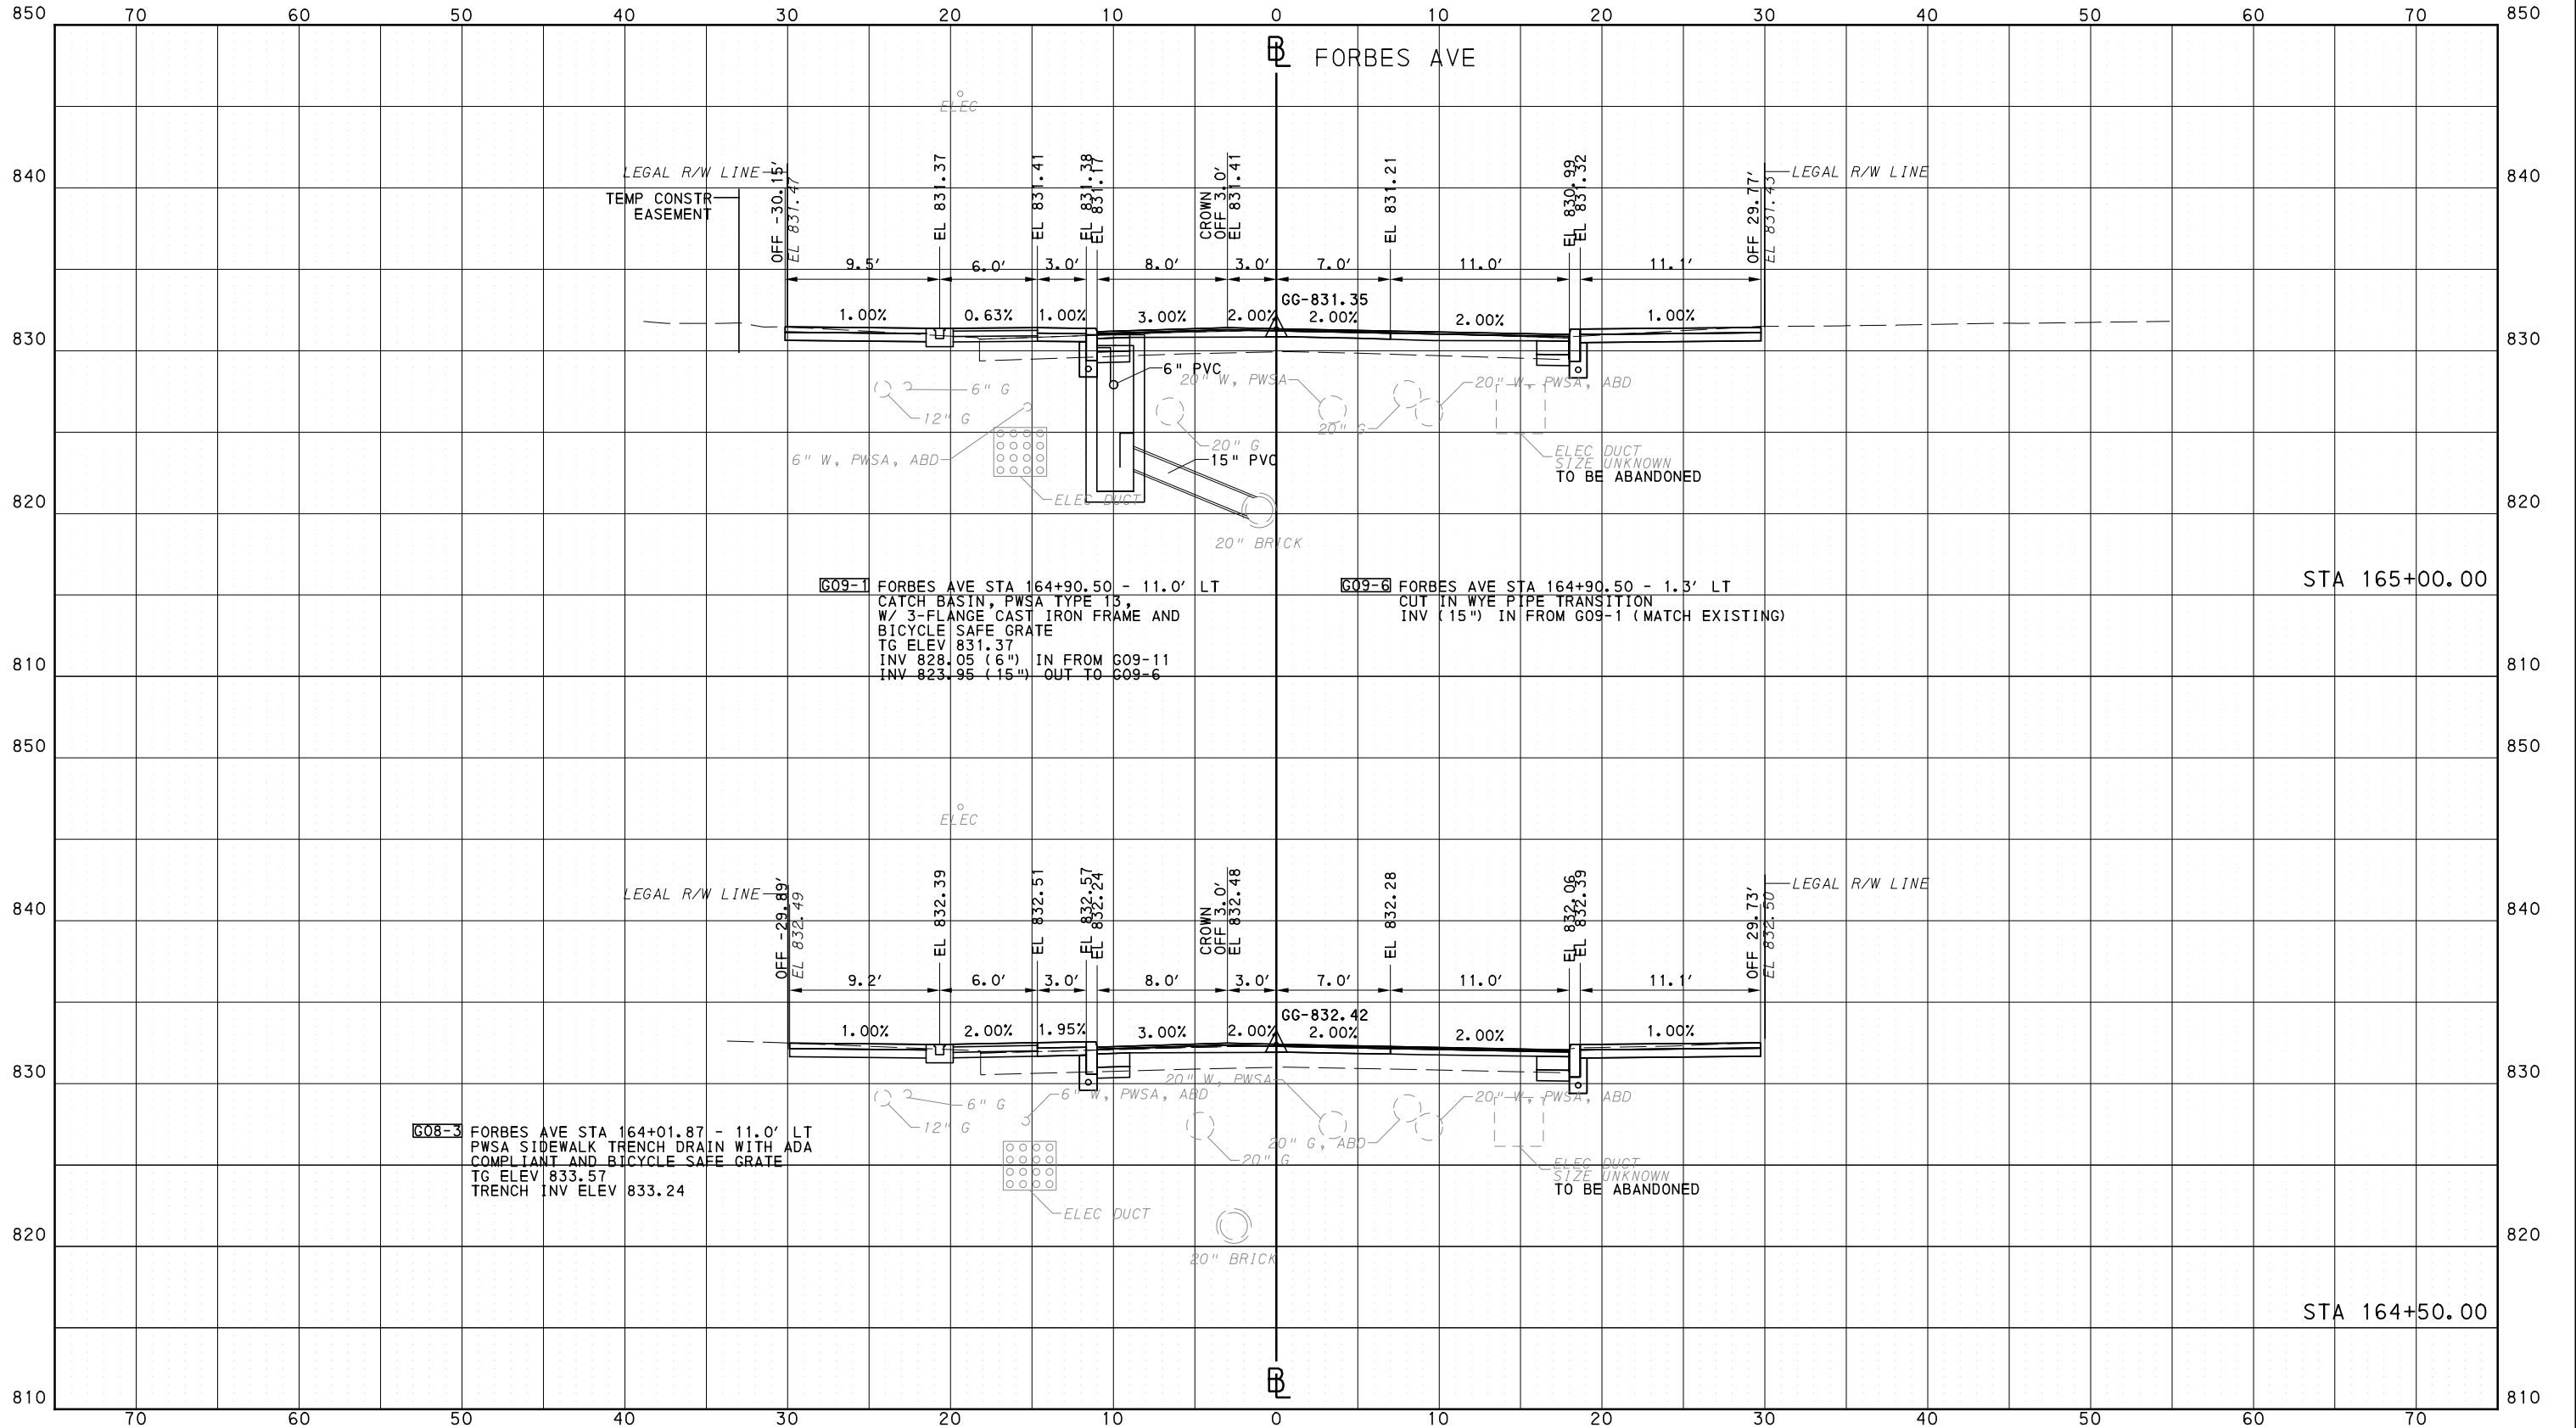 850 70 60 50 40 30 20 10 0 10 20 30 40 50 60 70 850
BL FORBES AVE
ELEC
840 840
LEGAL R/W LINE
TEMP CONSTR
EASEMENT
OFF -30.15'
EL 831.47
EL 831.37
EL 831.41
EL 831.38
EL 831.17
CROWN
OFF 3.0'
EL 831.41
EL 831.21
EL 830.99
EL 831.32
OFF 29.77'
EL 831.43
LEGAL R/W LINE
9.5' 6.0' 3.0' 8.0' 3.0' 7.0' 11.0' 11.1'
GG-831.35
1.00% 0.63% 1.00% 3.00% 2.00% 2.00% 2.00% 1.00%
830 830
6" PVC
20" W, PWSA
20" W, PWSA, ABD
6" G
12" G
20" G
20" G
6" W, PWSA, ABD
15" PVC
ELEC DUCT
SIZE UNKNOWN
TO BE ABANDONED
ELEC DUCT
820 820
20" BRICK
STA 165+00.00
G09-1 FORBES AVE STA 164+90.50 - 11.0' LT
CATCH BASIN, PWSA TYPE 13,
W/ 3-FLANGE CAST IRON FRAME AND
BICYCLE SAFE GRATE
TG ELEV 831.37
INV 828.05 (6") IN FROM G09-11
INV 823.95 (15") OUT TO G09-6
G09-6 FORBES AVE STA 164+90.50 - 1.3' LT
CUT IN WYE PIPE TRANSITION
INV (15") IN FROM G09-1 (MATCH EXISTING)
810 810
850 850
ELEC
LEGAL R/W LINE
OFF -29.89'
EL 832.49
EL 832.39
EL 832.51
EL 832.57
EL 832.24
CROWN
OFF 3.0'
EL 832.48
EL 832.28
EL 832.06
EL 832.39
OFF 29.73'
EL 832.50
LEGAL R/W LINE
840 840
9.2' 6.0' 3.0' 8.0' 3.0' 7.0' 11.0' 11.1'
GG-832.42
1.00% 2.00% 1.95% 3.00% 2.00% 2.00% 2.00% 1.00%
830 830
20" W, PWSA
6" W, PWSA, ABD
20" W, PWSA, ABD
6" G
12" G
20" G, ABD
20" G
G08-3 FORBES AVE STA 164+01.87 - 11.0' LT
PWSA SIDEWALK TRENCH DRAIN WITH ADA
COMPLIANT AND BICYCLE SAFE GRATE
TG ELEV 833.57
TRENCH INV ELEV 833.24
ELEC DUCT
SIZE UNKNOWN
TO BE ABANDONED
ELEC DUCT
820 820
20" BRICK
STA 164+50.00
BL
810 810
70 60 50 40 30 20 10 0 10 20 30 40 50 60 70